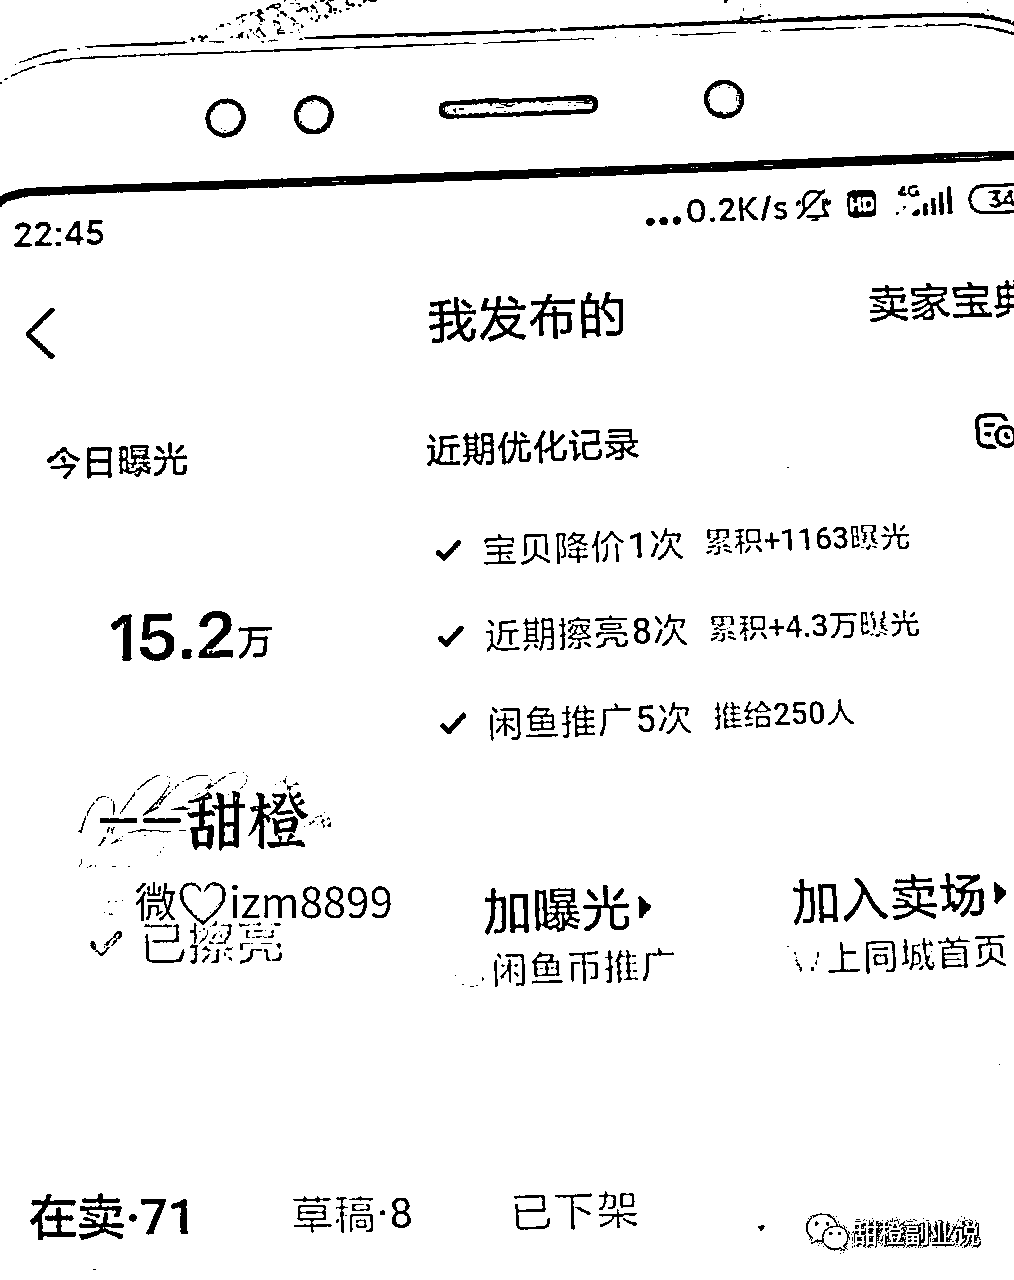 22:45 ...0.2K/s HD 4G 34
我发布的 卖家宝典
今日曝光 近期优化记录
宝贝降价1次 累积+1163曝光
15.2万
近期擦亮8次 累积+4.3万曝光
闲鱼推广5次 推给250人
一一甜橙
微♡izm8899
已擦亮
加曝光
闲鱼币推广
加入卖场
上同城首页
在卖·71 草稿·8 已下架
甜橙副业说